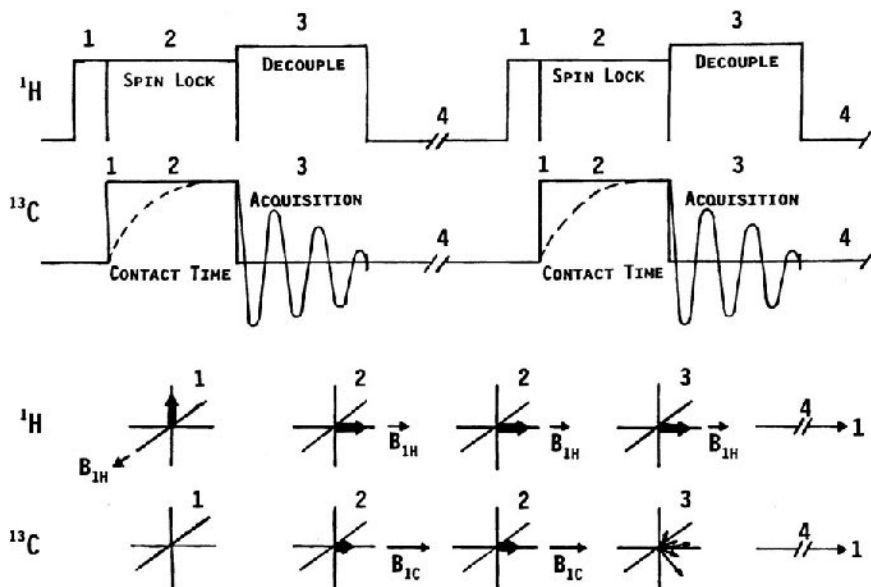 1 2 3 1 2 3
¹H SPIN LOCK DECOUPLE 4 SPIN LOCK DECOUPLE 4
1 2 3 1 2 3
¹³C ACQUISITION 4 ACQUISITION 4
CONTACT TIME CONTACT TIME
1 2 2 3
¹H B1H B1H B1H B1H 4 1
1 2 2 3
¹³C B1C B1C 4 1